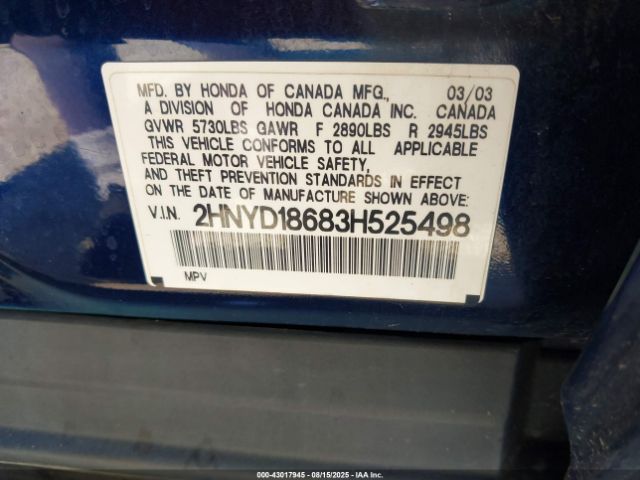 MFD. BY HONDA OF CANADA MFG., 03/03
A DIVISION OF HONDA CANADA INC. CANADA
GVWR 5730LBS GAWR F 2890LBS R 2945LBS
THIS VEHICLE CONFORMS TO ALL APPLICABLE
FEDERAL MOTOR VEHICLE SAFETY,
AND THEFT PREVENTION STANDARDS IN EFFECT
ON THE DATE OF MANUFACTURE SHOWN ABOVE.
V.I.N. 2HNYD18683H525498
MPV
000-43017945 - 08/15/2025 - IAA Inc.